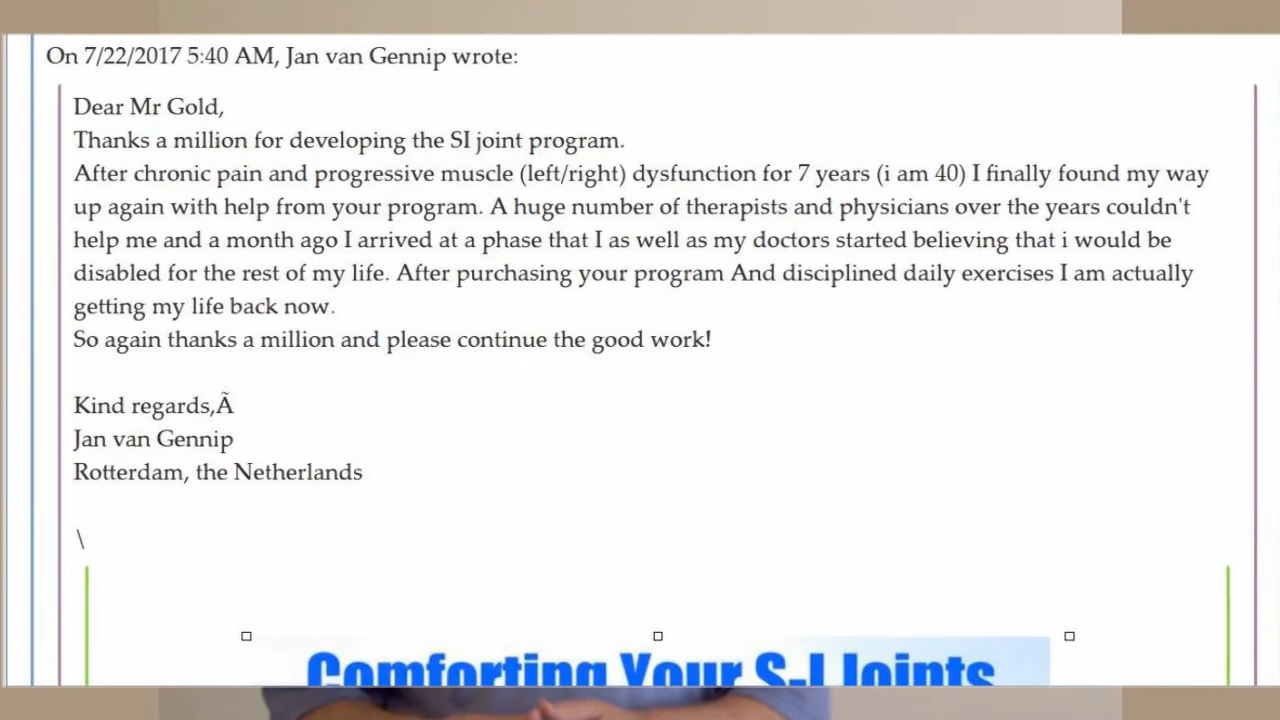 On 7/22/2017 5:40 AM, Jan van Gennip wrote:
Dear Mr Gold,
Thanks a million for developing the SI joint program.
After chronic pain and progressive muscle (left/right) dysfunction for 7 years (i am 40) I finally found my way
up again with help from your program. A huge number of therapists and physicians over the years couldn't
help me and a month ago I arrived at a phase that I as well as my doctors started believing that i would be
disabled for the rest of my life. After purchasing your program And disciplined daily exercises I am actually
getting my life back now.
So again thanks a million and please continue the good work!
Kind regards,Ã
Jan van Gennip
Rotterdam, the Netherlands
\
Comforting Your S-I Joints